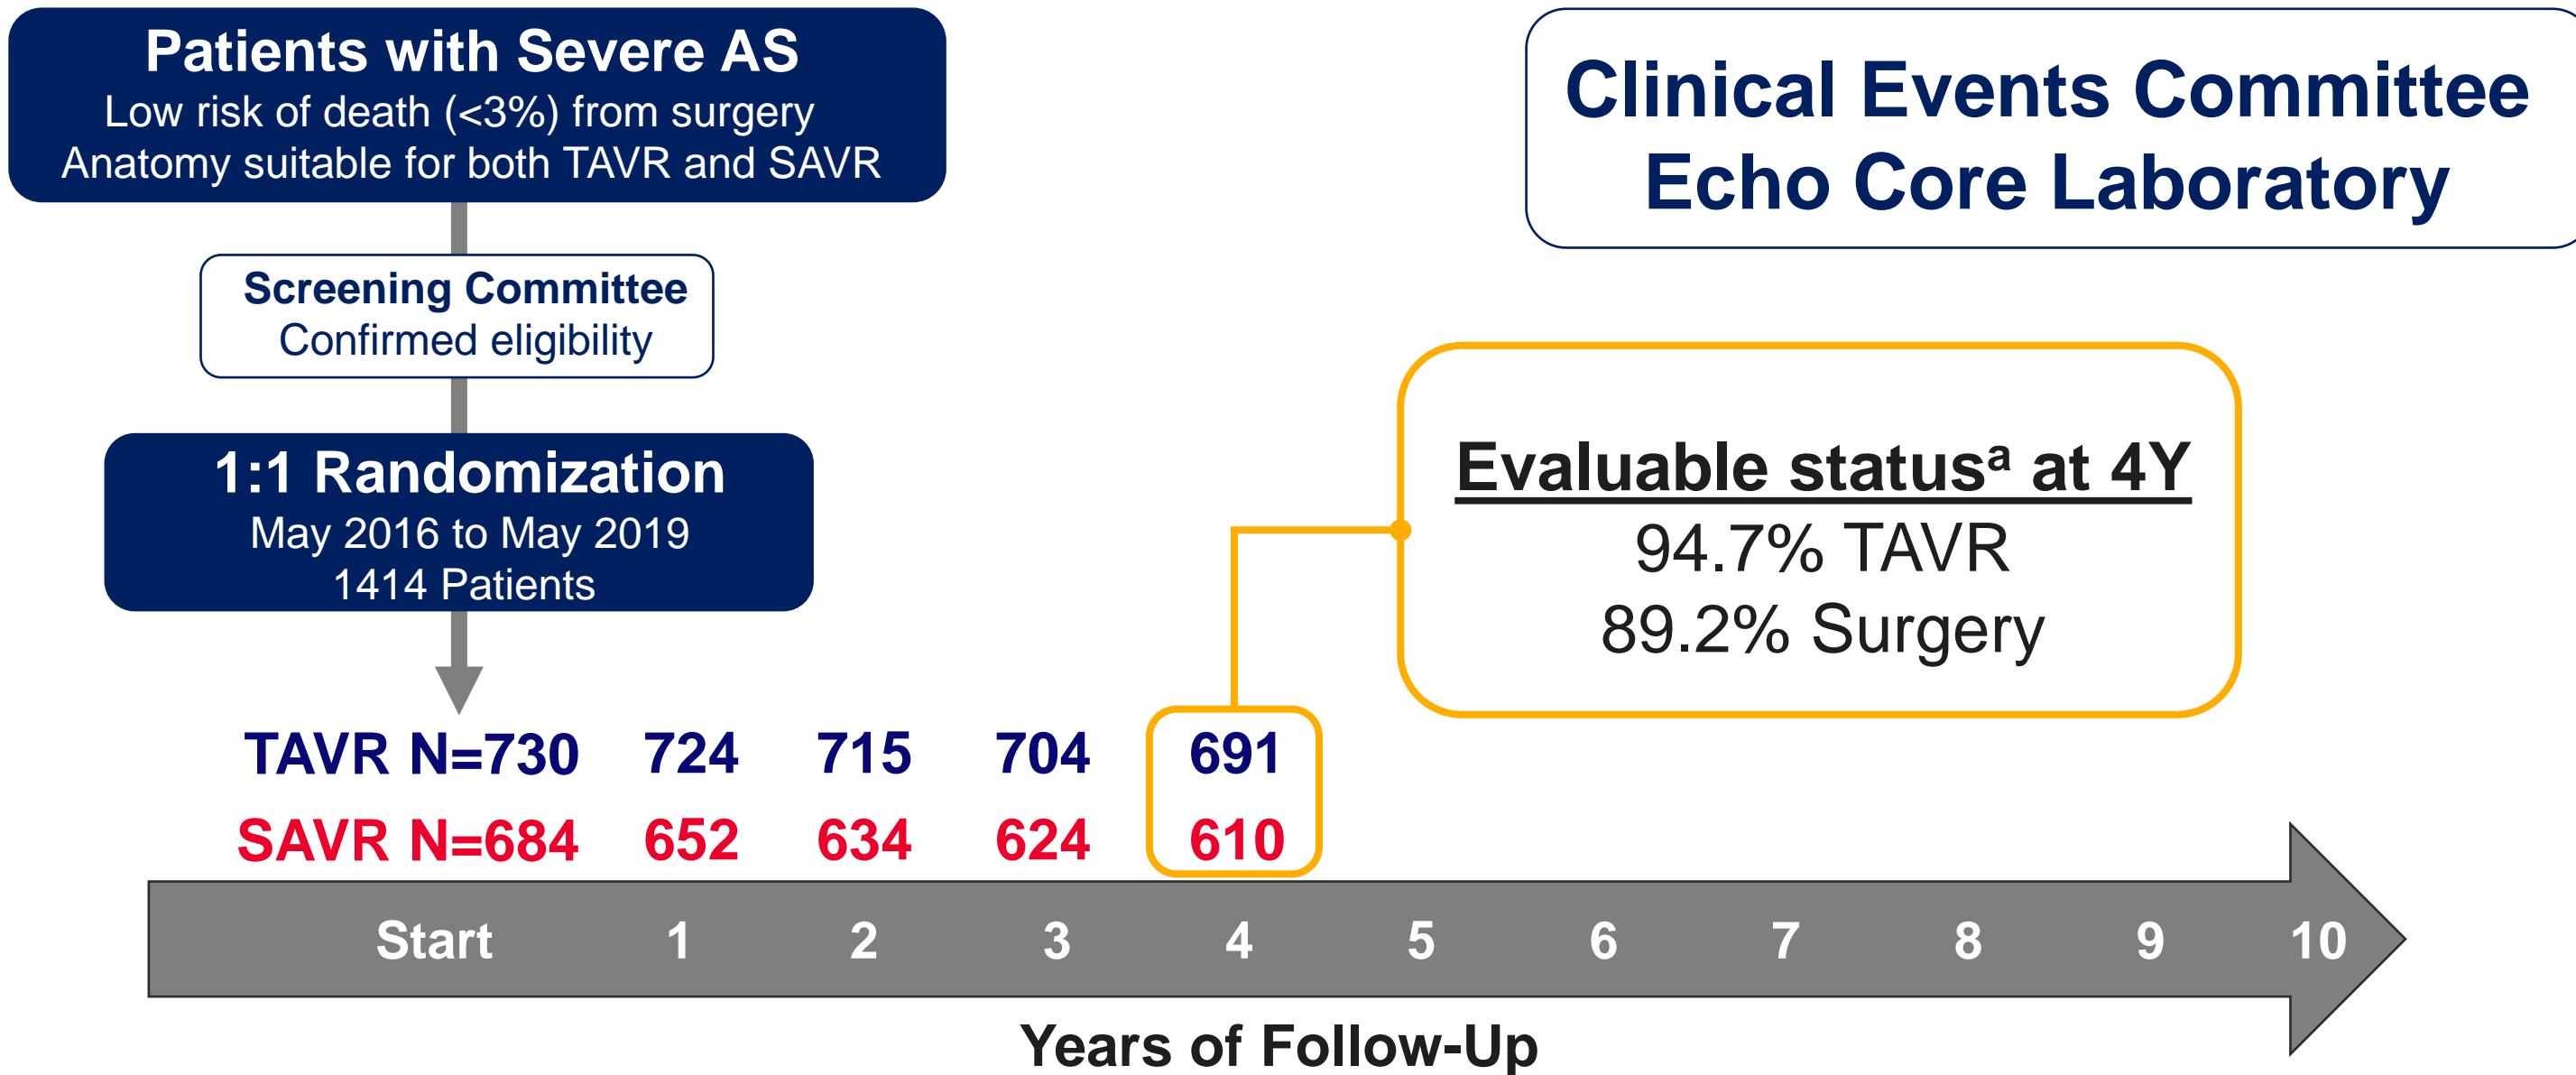 Patients with Severe AS
Low risk of death (<3%) from surgery
Anatomy suitable for both TAVR and SAVR
Clinical Events Committee
Echo Core Laboratory
Screening Committee
Confirmed eligibility
1:1 Randomization
May 2016 to May 2019
1414 Patients
Evaluable statusᵃ at 4Y
94.7% TAVR
89.2% Surgery
TAVR N=730 724 715 704 691
SAVR N=684 652 634 624 610
Start 1 2 3 4 5 6 7 8 9 10
Years of Follow-Up